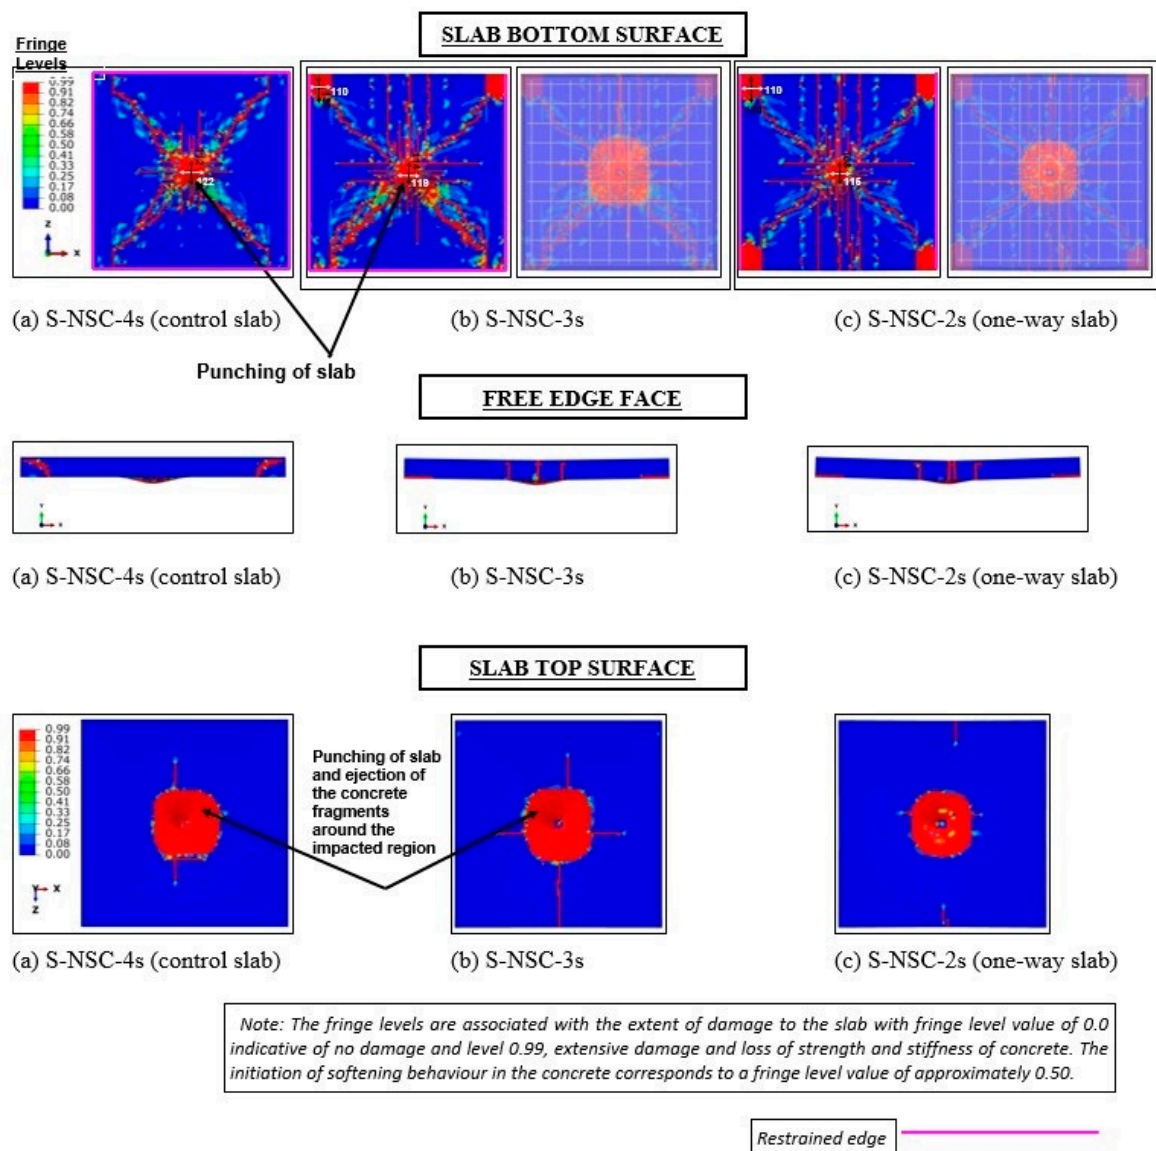 SLAB BOTTOM SURFACE
Fringe
Levels
0.99
0.91
0.82
0.74
0.66
0.58
0.50
0.41
0.33
0.25
0.17
0.08
0.00
Z
X
122
110
119
110
116
(a) S-NSC-4s (control slab)
(b) S-NSC-3s
(c) S-NSC-2s (one-way slab)
Punching of slab
FREE EDGE FACE
Y
X
Y
X
Y
X
(a) S-NSC-4s (control slab)
(b) S-NSC-3s
(c) S-NSC-2s (one-way slab)
SLAB TOP SURFACE
0.99
0.91
0.82
0.74
0.66
0.58
0.50
0.41
0.33
0.25
0.17
0.08
0.00
Y
X
Z
Punching of slab
and ejection of
the concrete
fragments
around the
impacted region
(a) S-NSC-4s (control slab)
(b) S-NSC-3s
(c) S-NSC-2s (one-way slab)
Note: The fringe levels are associated with the extent of damage to the slab with fringe level value of 0.0
indicative of no damage and level 0.99, extensive damage and loss of strength and stiffness of concrete. The
initiation of softening behaviour in the concrete corresponds to a fringe level value of approximately 0.50.
Restrained edge